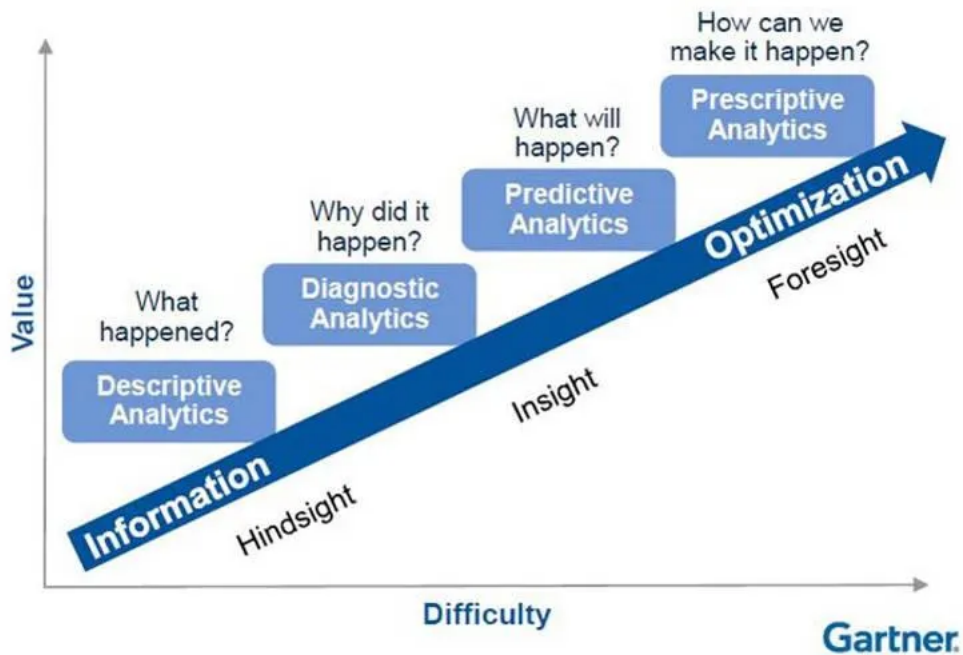 How can we
make it happen?
Prescriptive
Analytics
What will
happen?
Predictive
Analytics
Why did it
happen?
Diagnostic
Analytics
What
happened?
Descriptive
Analytics
Value
Information
Optimization
Hindsight
Insight
Foresight
Difficulty
Gartner.